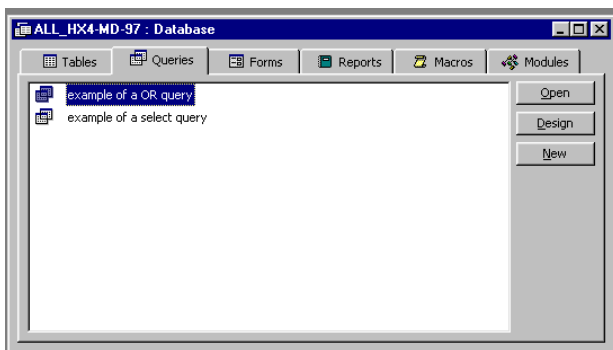 ALL_HX4-MD-97 : Database
Tables Queries Forms Reports Macros Modules
example of a OR query
example of a select query
Open
Design
New